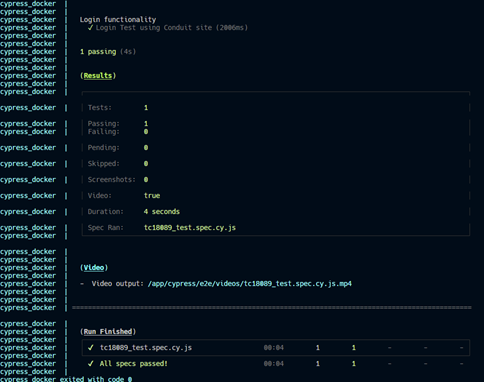 cypress_docker |
cypress_docker | Login functionality
cypress_docker | ✓ Login Test using Conduit site (2006ms)
cypress_docker |
cypress_docker |
cypress_docker | 1 passing (4s)
cypress_docker |
cypress_docker |
cypress_docker | (Results)
cypress_docker |
cypress_docker |
cypress_docker | Tests: 1
cypress_docker | Passing: 1
cypress_docker | Failing: 0
cypress_docker | Pending: 0
cypress_docker | Skipped: 0
cypress_docker | Screenshots: 0
cypress_docker | Video: true
cypress_docker | Duration: 4 seconds
cypress_docker | Spec Ran: tc18089_test.spec.cy.js
cypress_docker |
cypress_docker |
cypress_docker |
cypress_docker | (Video)
cypress_docker |
cypress_docker | - Video output: /app/cypress/e2e/videos/tc18089_test.spec.cy.js.mp4
cypress_docker |
cypress_docker |
cypress_docker |
cypress_docker |
cypress_docker | (Run Finished)
cypress_docker |
cypress_docker | ✓ tc18089_test.spec.cy.js 00:04 1 1 - - -
cypress_docker |
cypress_docker | ✓ All specs passed! 00:04 1 1 - - -
cypress_docker |
cypress_docker exited with code 0